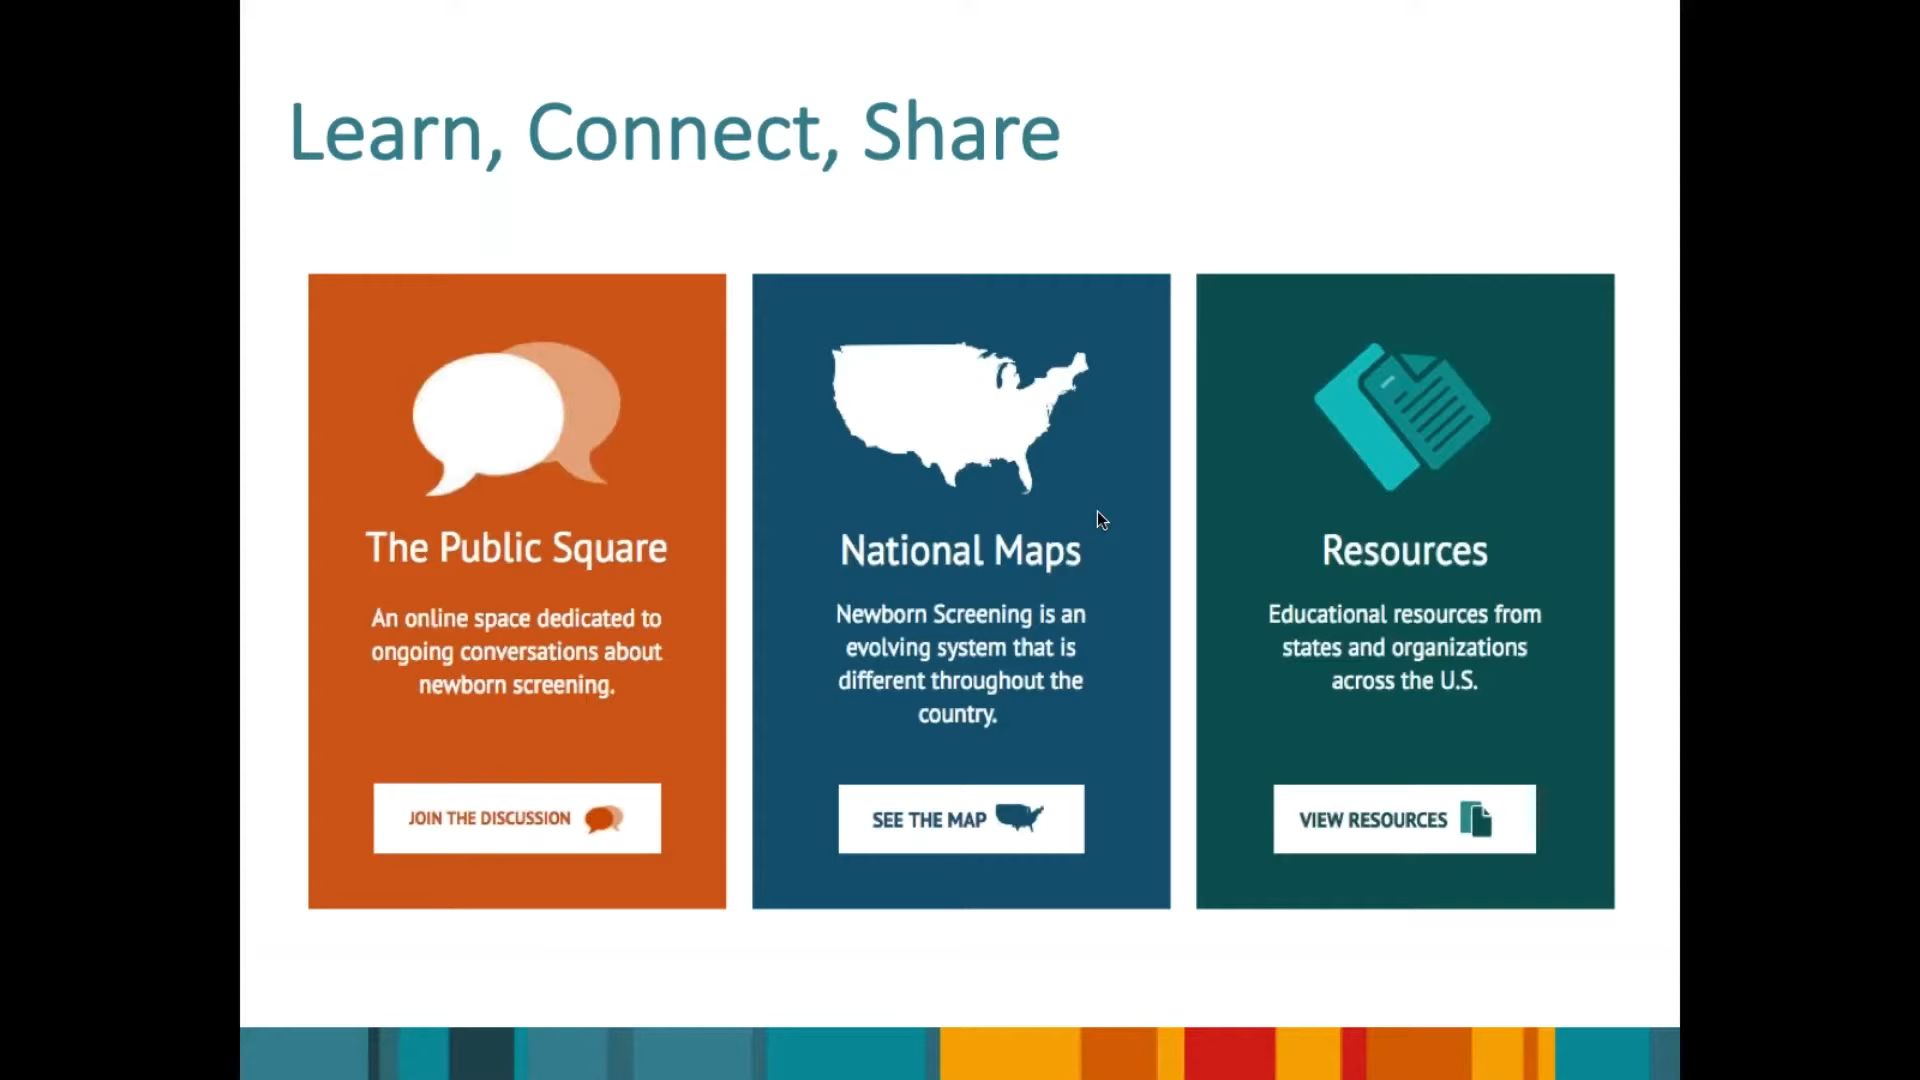 Learn, Connect, Share
The Public Square
An online space dedicated to
ongoing conversations about
newborn screening.
JOIN THE DISCUSSION
National Maps
Newborn Screening is an
evolving system that is
different throughout the
country.
SEE THE MAP
Resources
Educational resources from
states and organizations
across the U.S.
VIEW RESOURCES